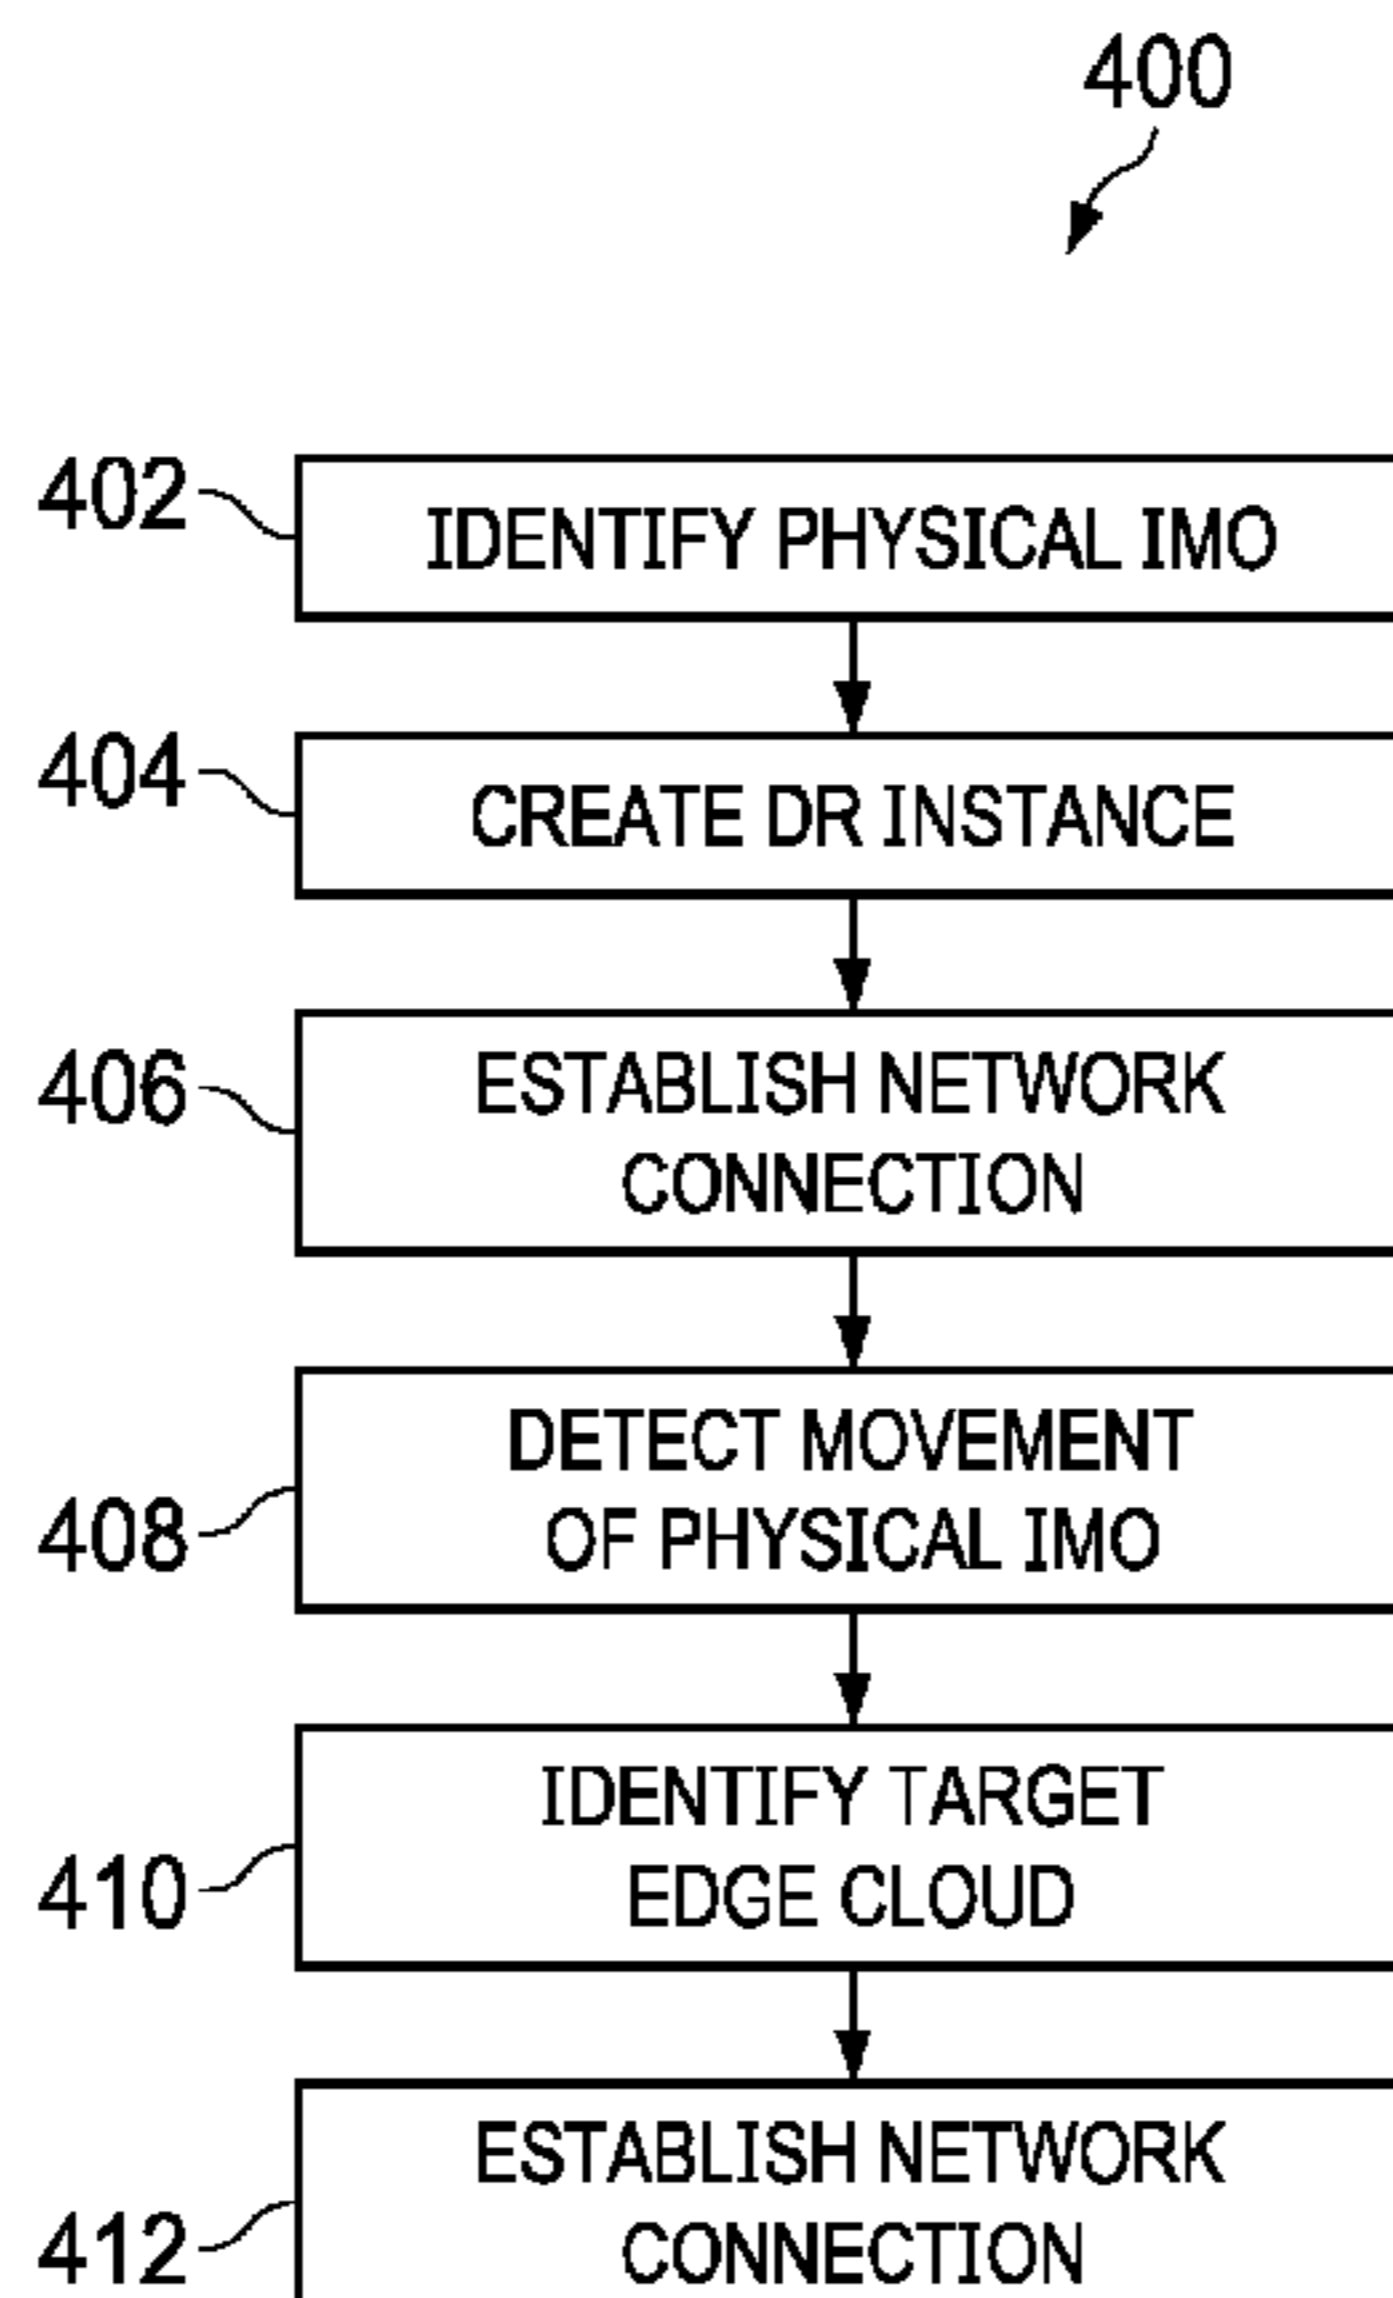 400
402
IDENTIFY PHYSICAL IMO
404
CREATE DR INSTANCE
406
ESTABLISH NETWORK
CONNECTION
408
DETECT MOVEMENT
OF PHYSICAL IMO
410
IDENTIFY TARGET
EDGE CLOUD
412
ESTABLISH NETWORK
CONNECTION